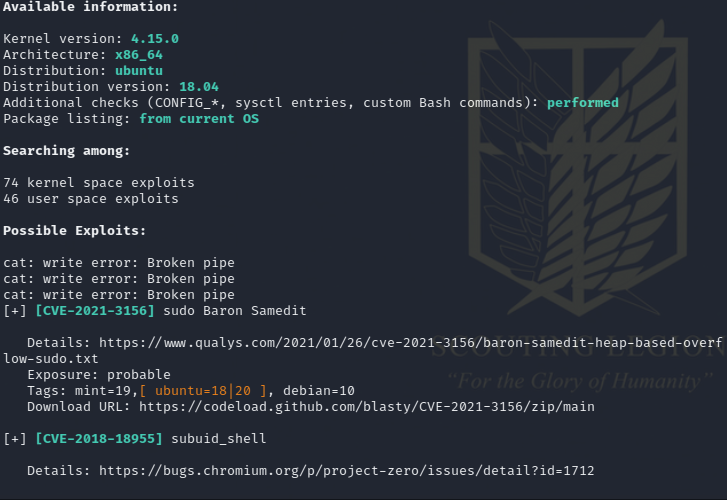 Available information:
Kernel version: 4.15.0
Architecture: x86_64
Distribution: ubuntu
Distribution version: 18.04
Additional checks (CONFIG_*, sysctl entries, custom Bash commands): performed
Package listing: from current OS
Searching among:
74 kernel space exploits
46 user space exploits
Possible Exploits:
cat: write error: Broken pipe
cat: write error: Broken pipe
cat: write error: Broken pipe
[+] [CVE-2021-3156] sudo Baron Samedit
Details: https://www.qualys.com/2021/01/26/cve-2021-3156/baron-samedit-heap-based-overf
low-sudo.txt
Exposure: probable
Tags: mint=19,[ ubuntu=18|20 ], debian=10
Download URL: https://codeload.github.com/blasty/CVE-2021-3156/zip/main
[+] [CVE-2018-18955] subuid_shell
Details: https://bugs.chromium.org/p/project-zero/issues/detail?id=1712
SCOUTING LEGION
“For the Glory of Humanity”